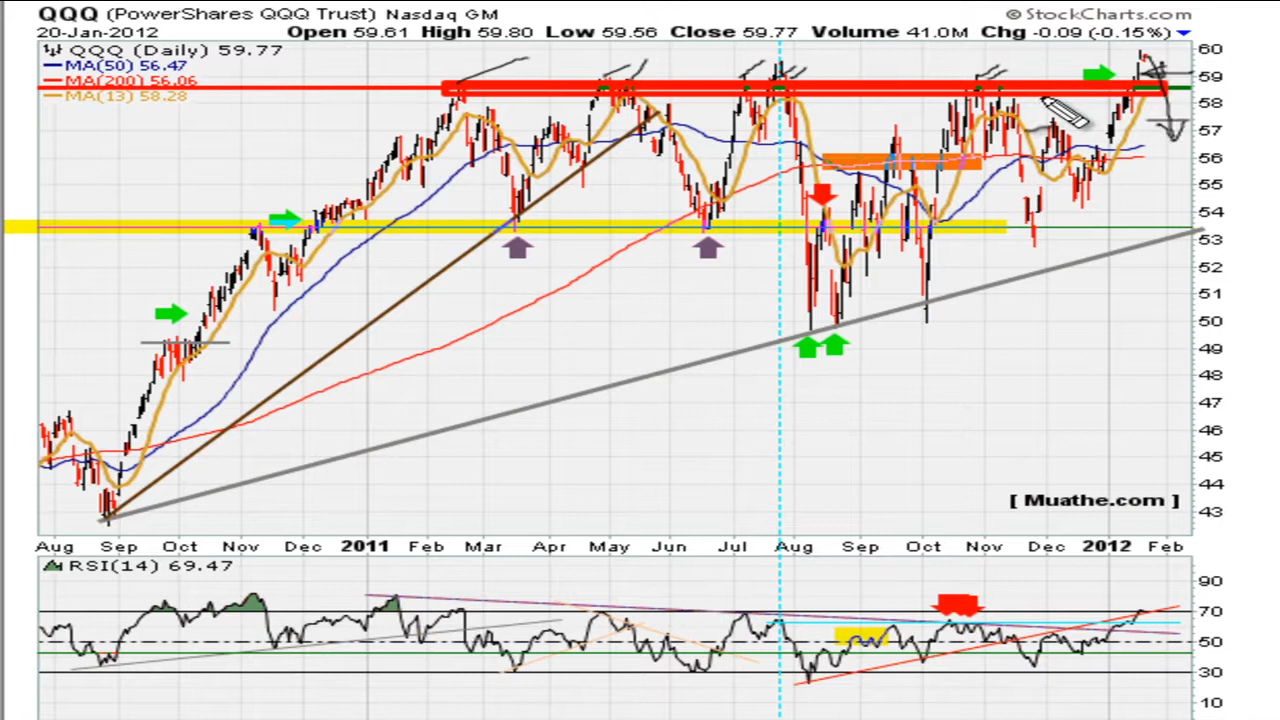 QQQ (PowerShares QQQ Trust) Nasdaq GM © StockCharts.com
20-Jan-2012 Open 59.61 High 59.80 Low 59.56 Close 59.77 Volume 41.0M Chg -0.09 (-0.15%)
QQQ (Daily) 59.77
MA(50) 56.47
MA(200) 56.06
MA(13) 58.28
60
59
58
57
56
55
54
53
52
51
50
49
48
47
46
45
44
43
[ Muathe.com ]
Aug Sep Oct Nov Dec 2011 Feb Mar Apr May Jun Jul Aug Sep Oct Nov Dec 2012 Feb
RSI(14) 69.47
90
70
50
30
10